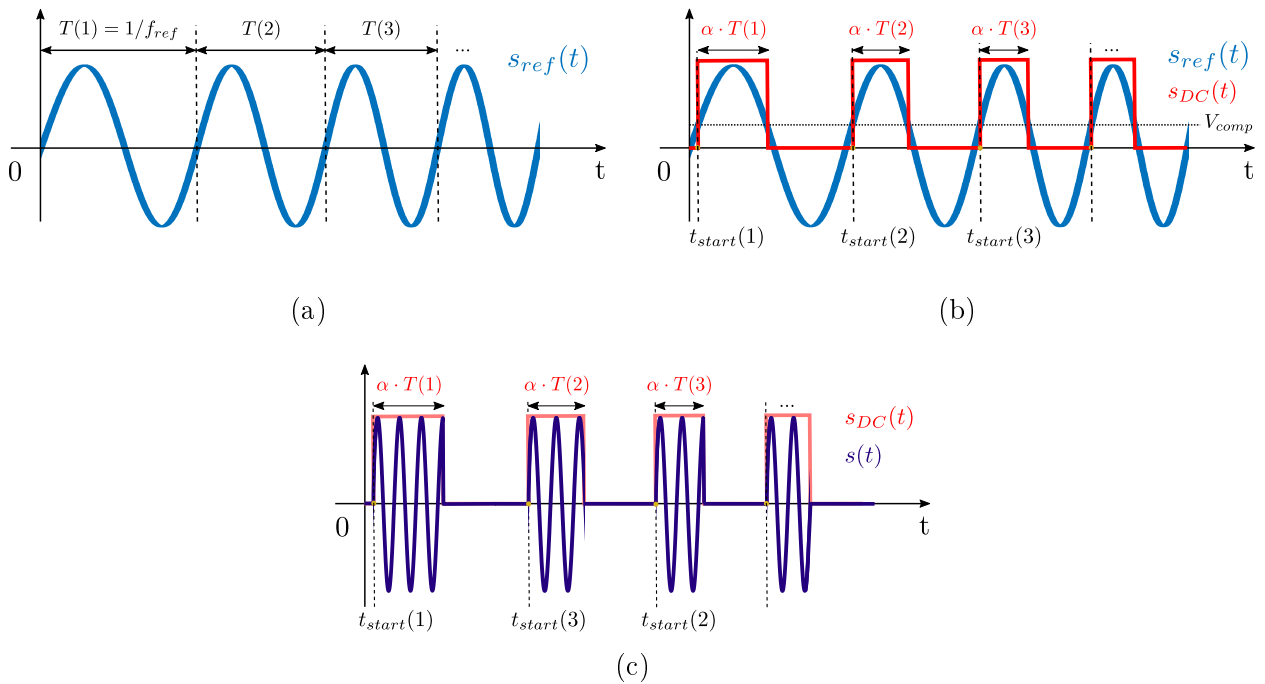 T(1) = 1/f_ref T(2) T(3) ...
s_ref(t)
0 t
(a)
α · T(1) α · T(2) α · T(3) ...
s_ref(t)
s_DC(t)
V_comp
0 t
t_start(1) t_start(2) t_start(3)
(b)
α · T(1) α · T(2) α · T(3) ...
s_DC(t)
s(t)
0 t
t_start(1) t_start(3) t_start(2)
(c)